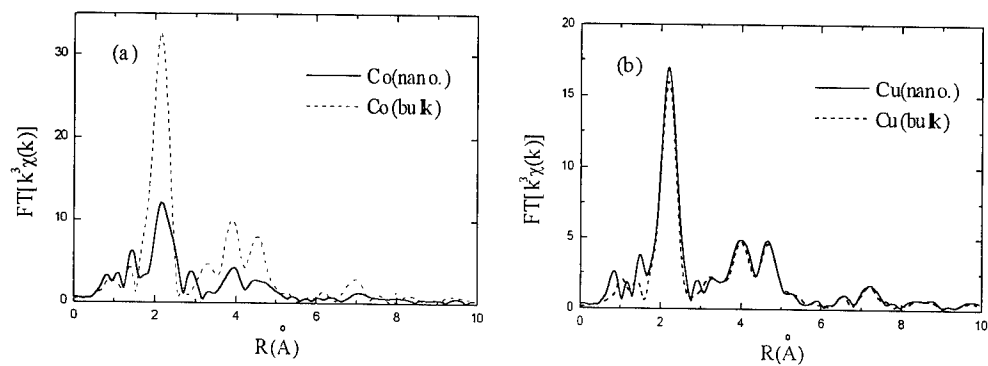 (a)
Co(nano.)
Co(bulk)
FT[k³χ(k)]
30
20
10
0
0 2 4 6 8 10
R(Å)
(b)
Cu(nano.)
Cu(bulk)
FT[k³χ(k)]
20
15
10
5
0
0 2 4 6 8 10
R(Å)